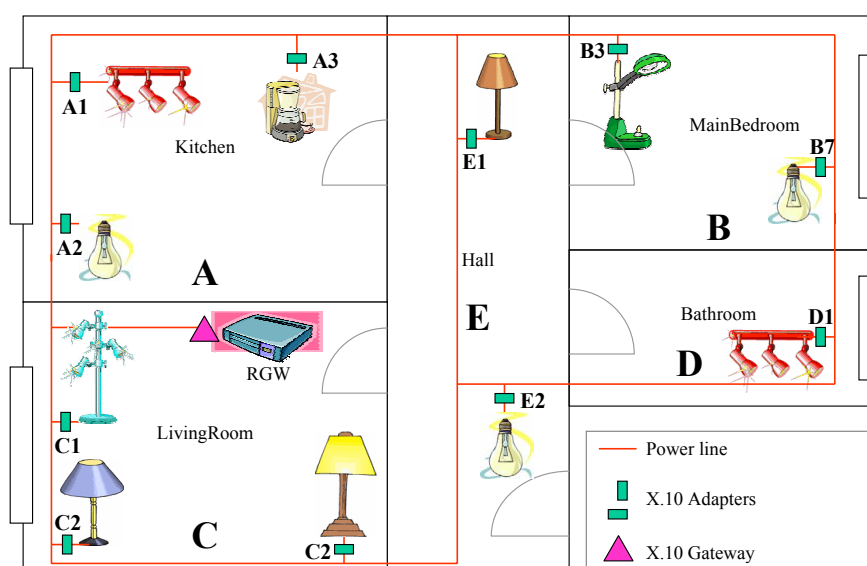 A3
B3
A1
Kitchen
MainBedroom
B7
E1
A2
B
A
Hall
E
Bathroom
D1
RGW
D
E2
C1
LivingRoom
Power line
C2
C
C2
X.10 Adapters
X.10 Gateway